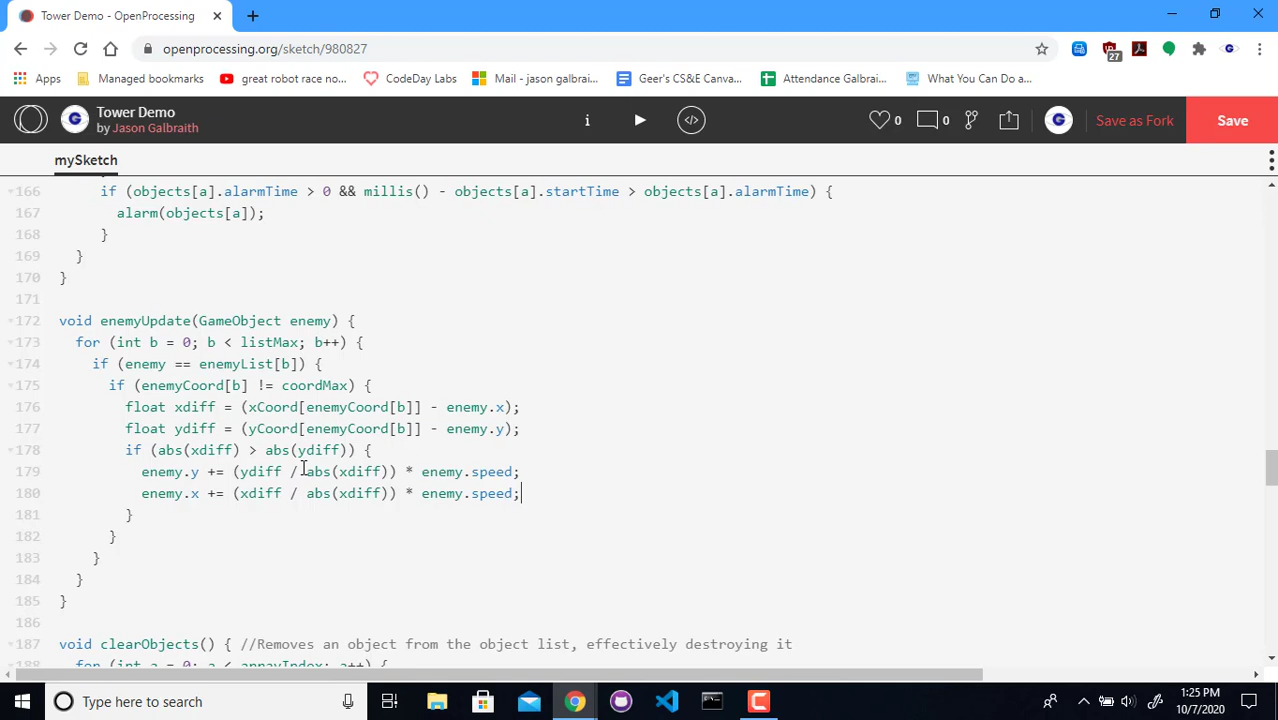 Tower Demo - OpenProcessing
openprocessing.org/sketch/980827
27
Apps Managed bookmarks great robot race no... CodeDay Labs Mail - jason galbrait... Geer's CS&E Canva... Attendance Galbrai... What You Can Do a...
Tower Demo
by Jason Galbraith
0 0 Save as Fork Save
mySketch
166 if (objects[a].alarmTime > 0 && millis() - objects[a].startTime > objects[a].alarmTime) {
167 alarm(objects[a]);
168 }
169 }
170 }
171
172 void enemyUpdate(GameObject enemy) {
173 for (int b = 0; b < listMax; b++) {
174 if (enemy == enemyList[b]) {
175 if (enemyCoord[b] != coordMax) {
176 float xdiff = (xCoord[enemyCoord[b]] - enemy.x);
177 float ydiff = (yCoord[enemyCoord[b]] - enemy.y);
178 if (abs(xdiff) > abs(ydiff)) {
179 enemy.y += (ydiff / abs(xdiff)) * enemy.speed;
180 enemy.x += (xdiff / abs(xdiff)) * enemy.speed;
181 }
182 }
183 }
184 }
185 }
186
187 void clearObjects() { //Removes an object from the object list, effectively destroying it
188 for (int a = 0; a < arrayIndex; a++) {
Type here to search
1:25 PM
10/7/2020